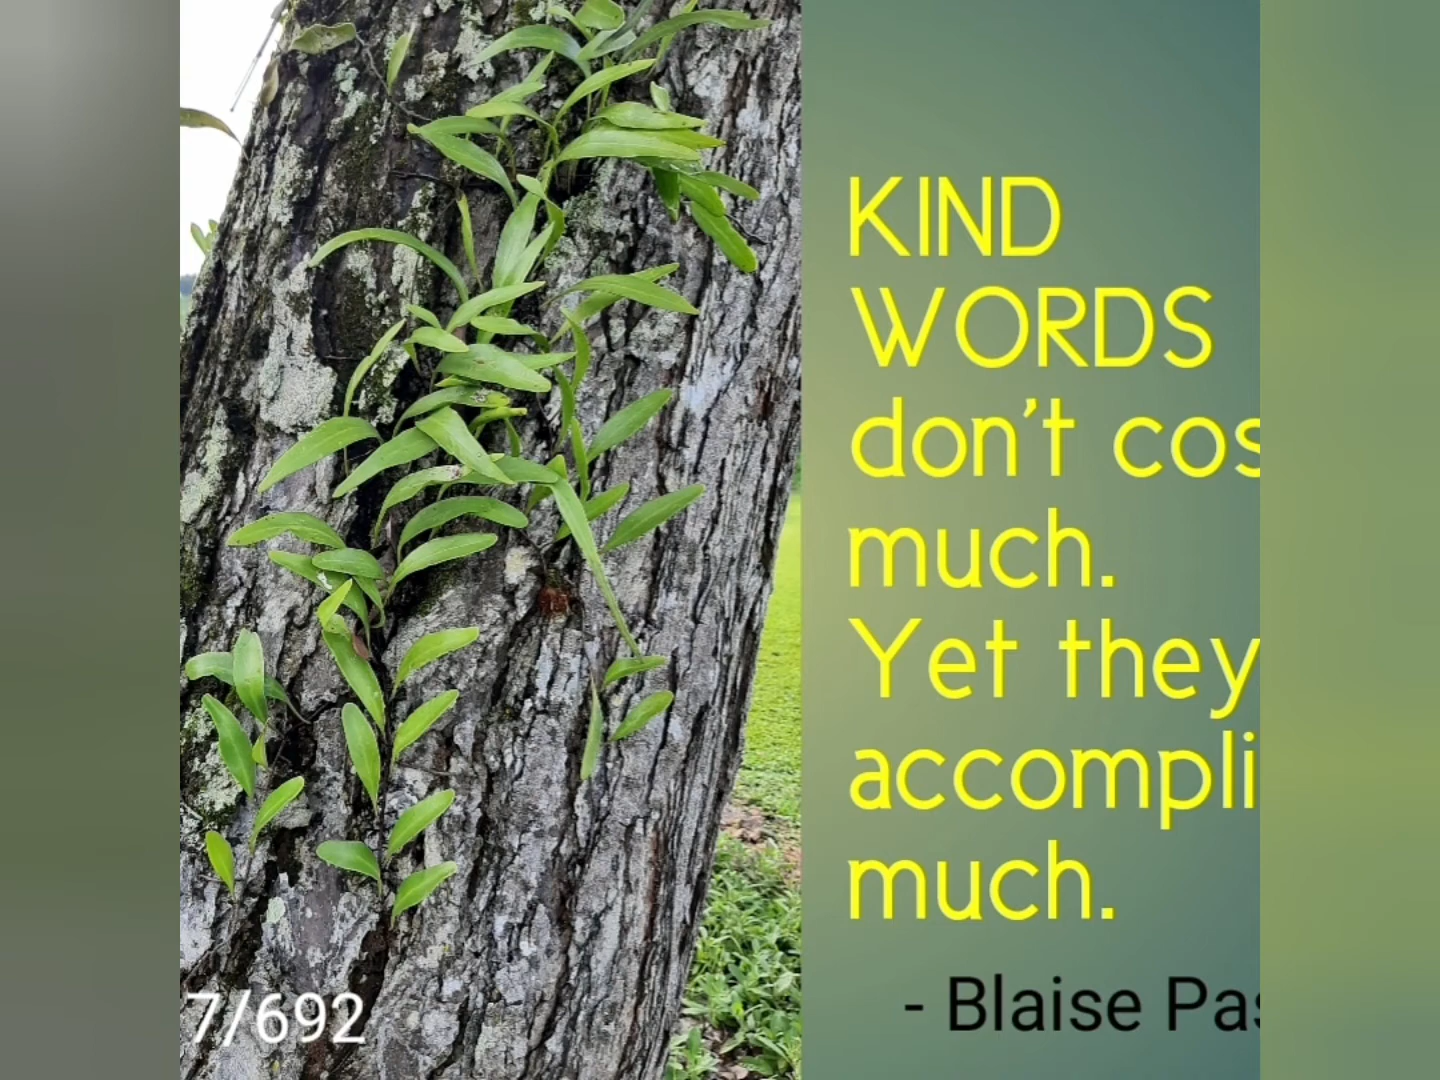 KIND
WORDS
don't cos
much.
Yet they
accompli
much.
- Blaise Pas
7/692